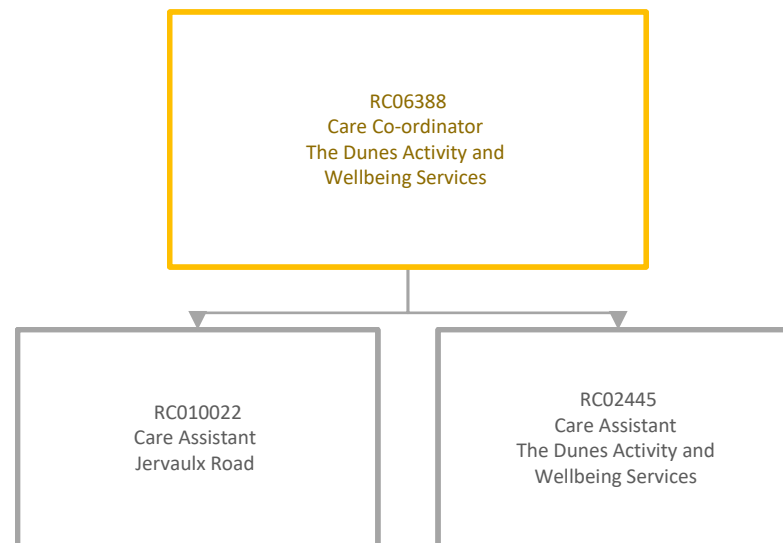 RC06388
Care Co-ordinator
The Dunes Activity and
Wellbeing Services
RC010022
Care Assistant
Jervaulx Road
RC02445
Care Assistant
The Dunes Activity and
Wellbeing Services